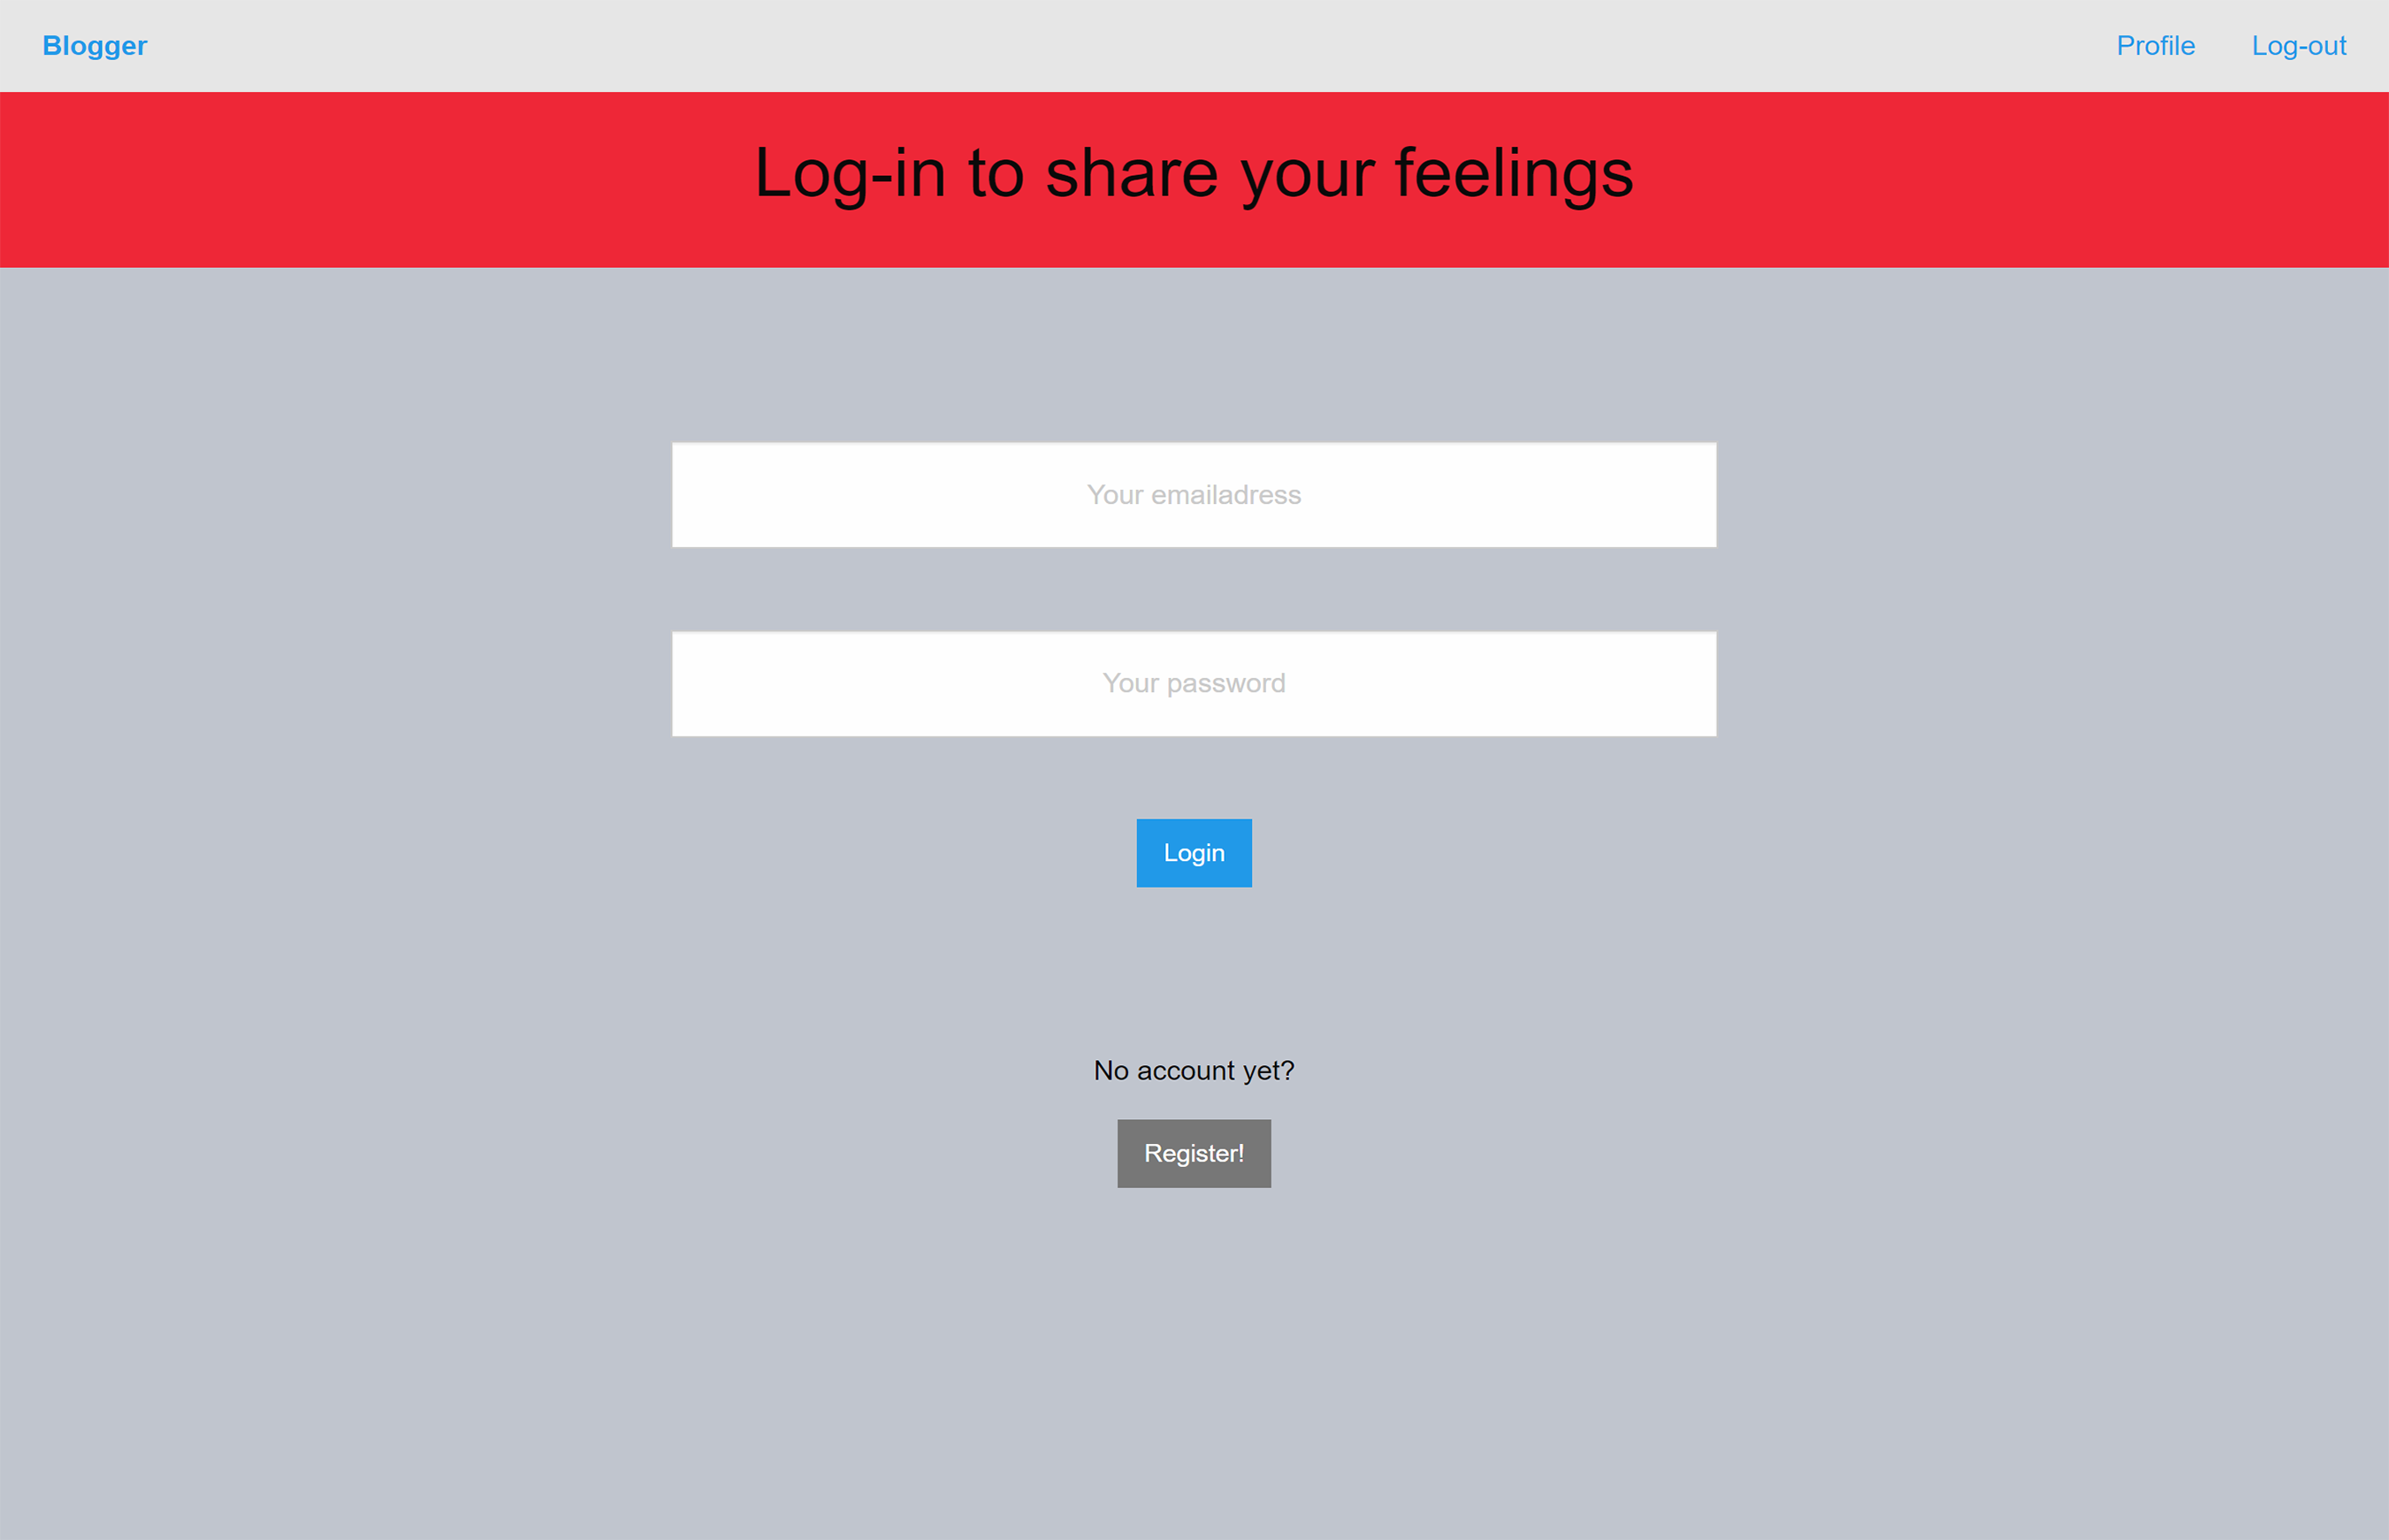 Blogger Profile Log-out
Log-in to share your feelings
Your emailadress
Your password
Login
No account yet?
Register!